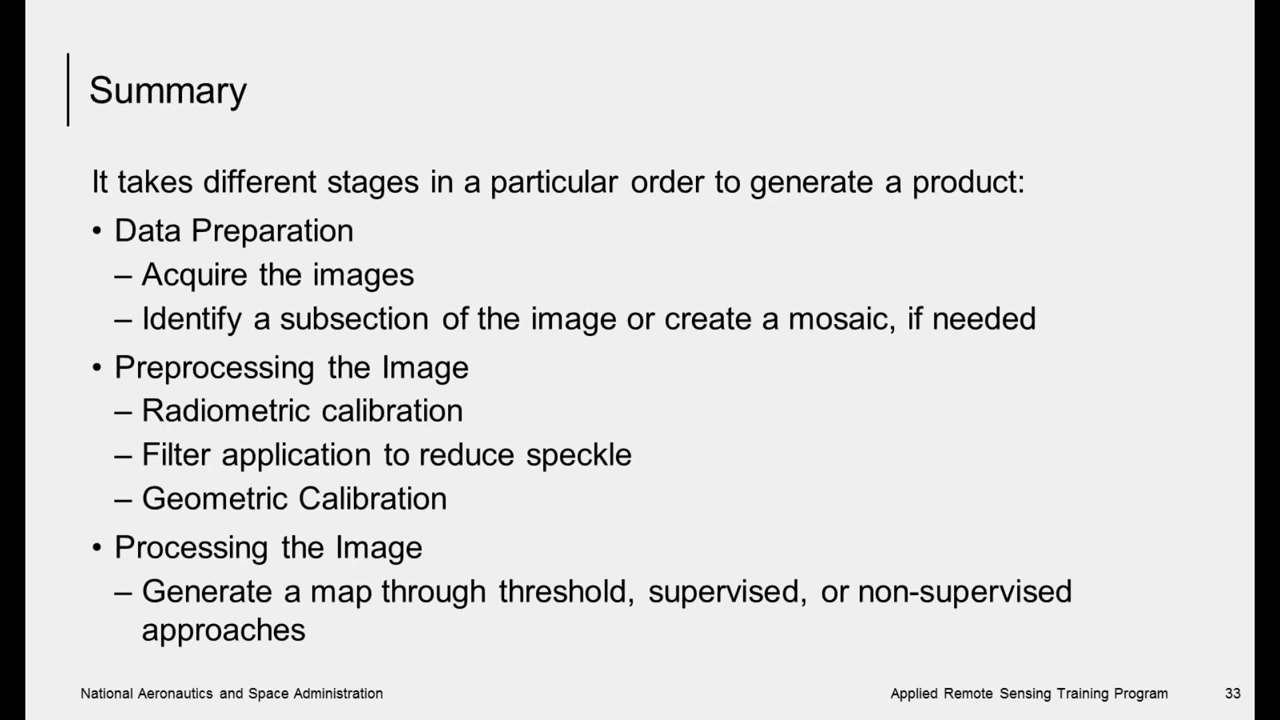 Summary
It takes different stages in a particular order to generate a product:
• Data Preparation
– Acquire the images
– Identify a subsection of the image or create a mosaic, if needed
• Preprocessing the Image
– Radiometric calibration
– Filter application to reduce speckle
– Geometric Calibration
• Processing the Image
– Generate a map through threshold, supervised, or non-supervised
approaches
National Aeronautics and Space Administration
Applied Remote Sensing Training Program
33